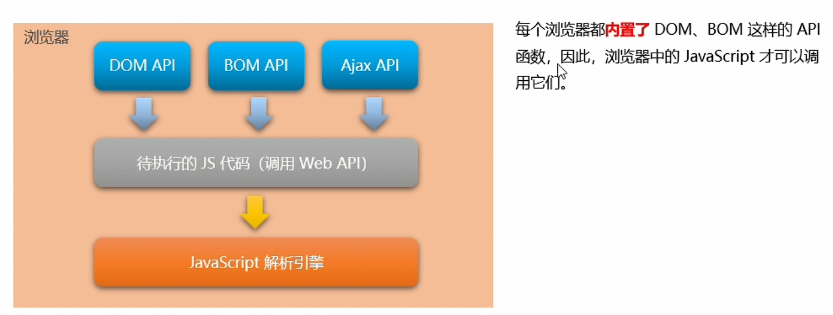 浏览器
DOM API
BOM API
Ajax API
待执行的 JS 代码（调用 Web API）
JavaScript 解析引擎
每个浏览器都内置了 DOM、BOM 这样的 API
函数，因此，浏览器中的 JavaScript 才可以调
用它们。